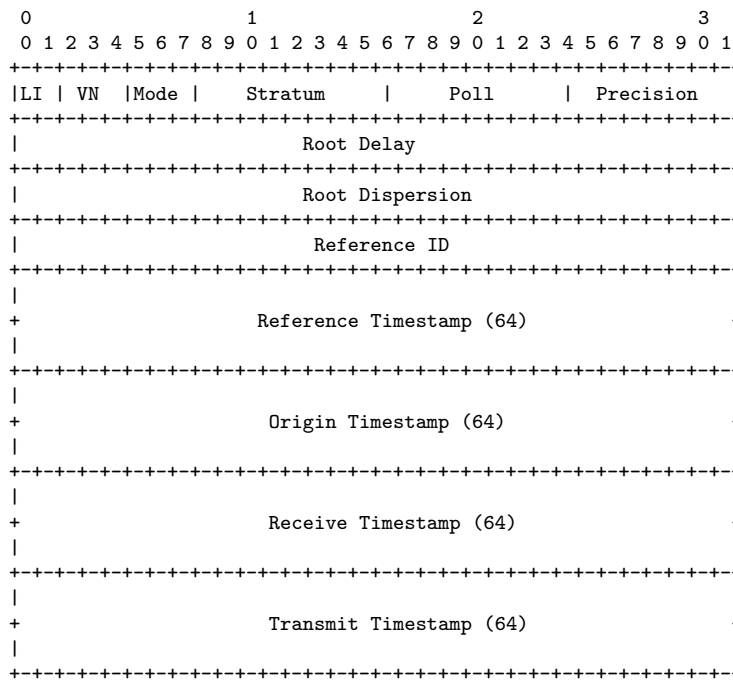 0                   1                   2                   3
0 1 2 3 4 5 6 7 8 9 0 1 2 3 4 5 6 7 8 9 0 1 2 3 4 5 6 7 8 9 0 1
+-+-+-+-+-+-+-+-+-+-+-+-+-+-+-+-+-+-+-+-+-+-+-+-+-+-+-+-+-+-+-+-
|LI | VN  |Mode |    Stratum     |     Poll      |  Precision
+-+-+-+-+-+-+-+-+-+-+-+-+-+-+-+-+-+-+-+-+-+-+-+-+-+-+-+-+-+-+-+-
|                         Root Delay
+-+-+-+-+-+-+-+-+-+-+-+-+-+-+-+-+-+-+-+-+-+-+-+-+-+-+-+-+-+-+-+-
|                         Root Dispersion
+-+-+-+-+-+-+-+-+-+-+-+-+-+-+-+-+-+-+-+-+-+-+-+-+-+-+-+-+-+-+-+-
|                          Reference ID
+-+-+-+-+-+-+-+-+-+-+-+-+-+-+-+-+-+-+-+-+-+-+-+-+-+-+-+-+-+-+-+-
|
+                     Reference Timestamp (64)
|
+-+-+-+-+-+-+-+-+-+-+-+-+-+-+-+-+-+-+-+-+-+-+-+-+-+-+-+-+-+-+-+-
|
+                      Origin Timestamp (64)
|
+-+-+-+-+-+-+-+-+-+-+-+-+-+-+-+-+-+-+-+-+-+-+-+-+-+-+-+-+-+-+-+-
|
+                      Receive Timestamp (64)
|
+-+-+-+-+-+-+-+-+-+-+-+-+-+-+-+-+-+-+-+-+-+-+-+-+-+-+-+-+-+-+-+-
|
+                      Transmit Timestamp (64)
|
+-+-+-+-+-+-+-+-+-+-+-+-+-+-+-+-+-+-+-+-+-+-+-+-+-+-+-+-+-+-+-+-